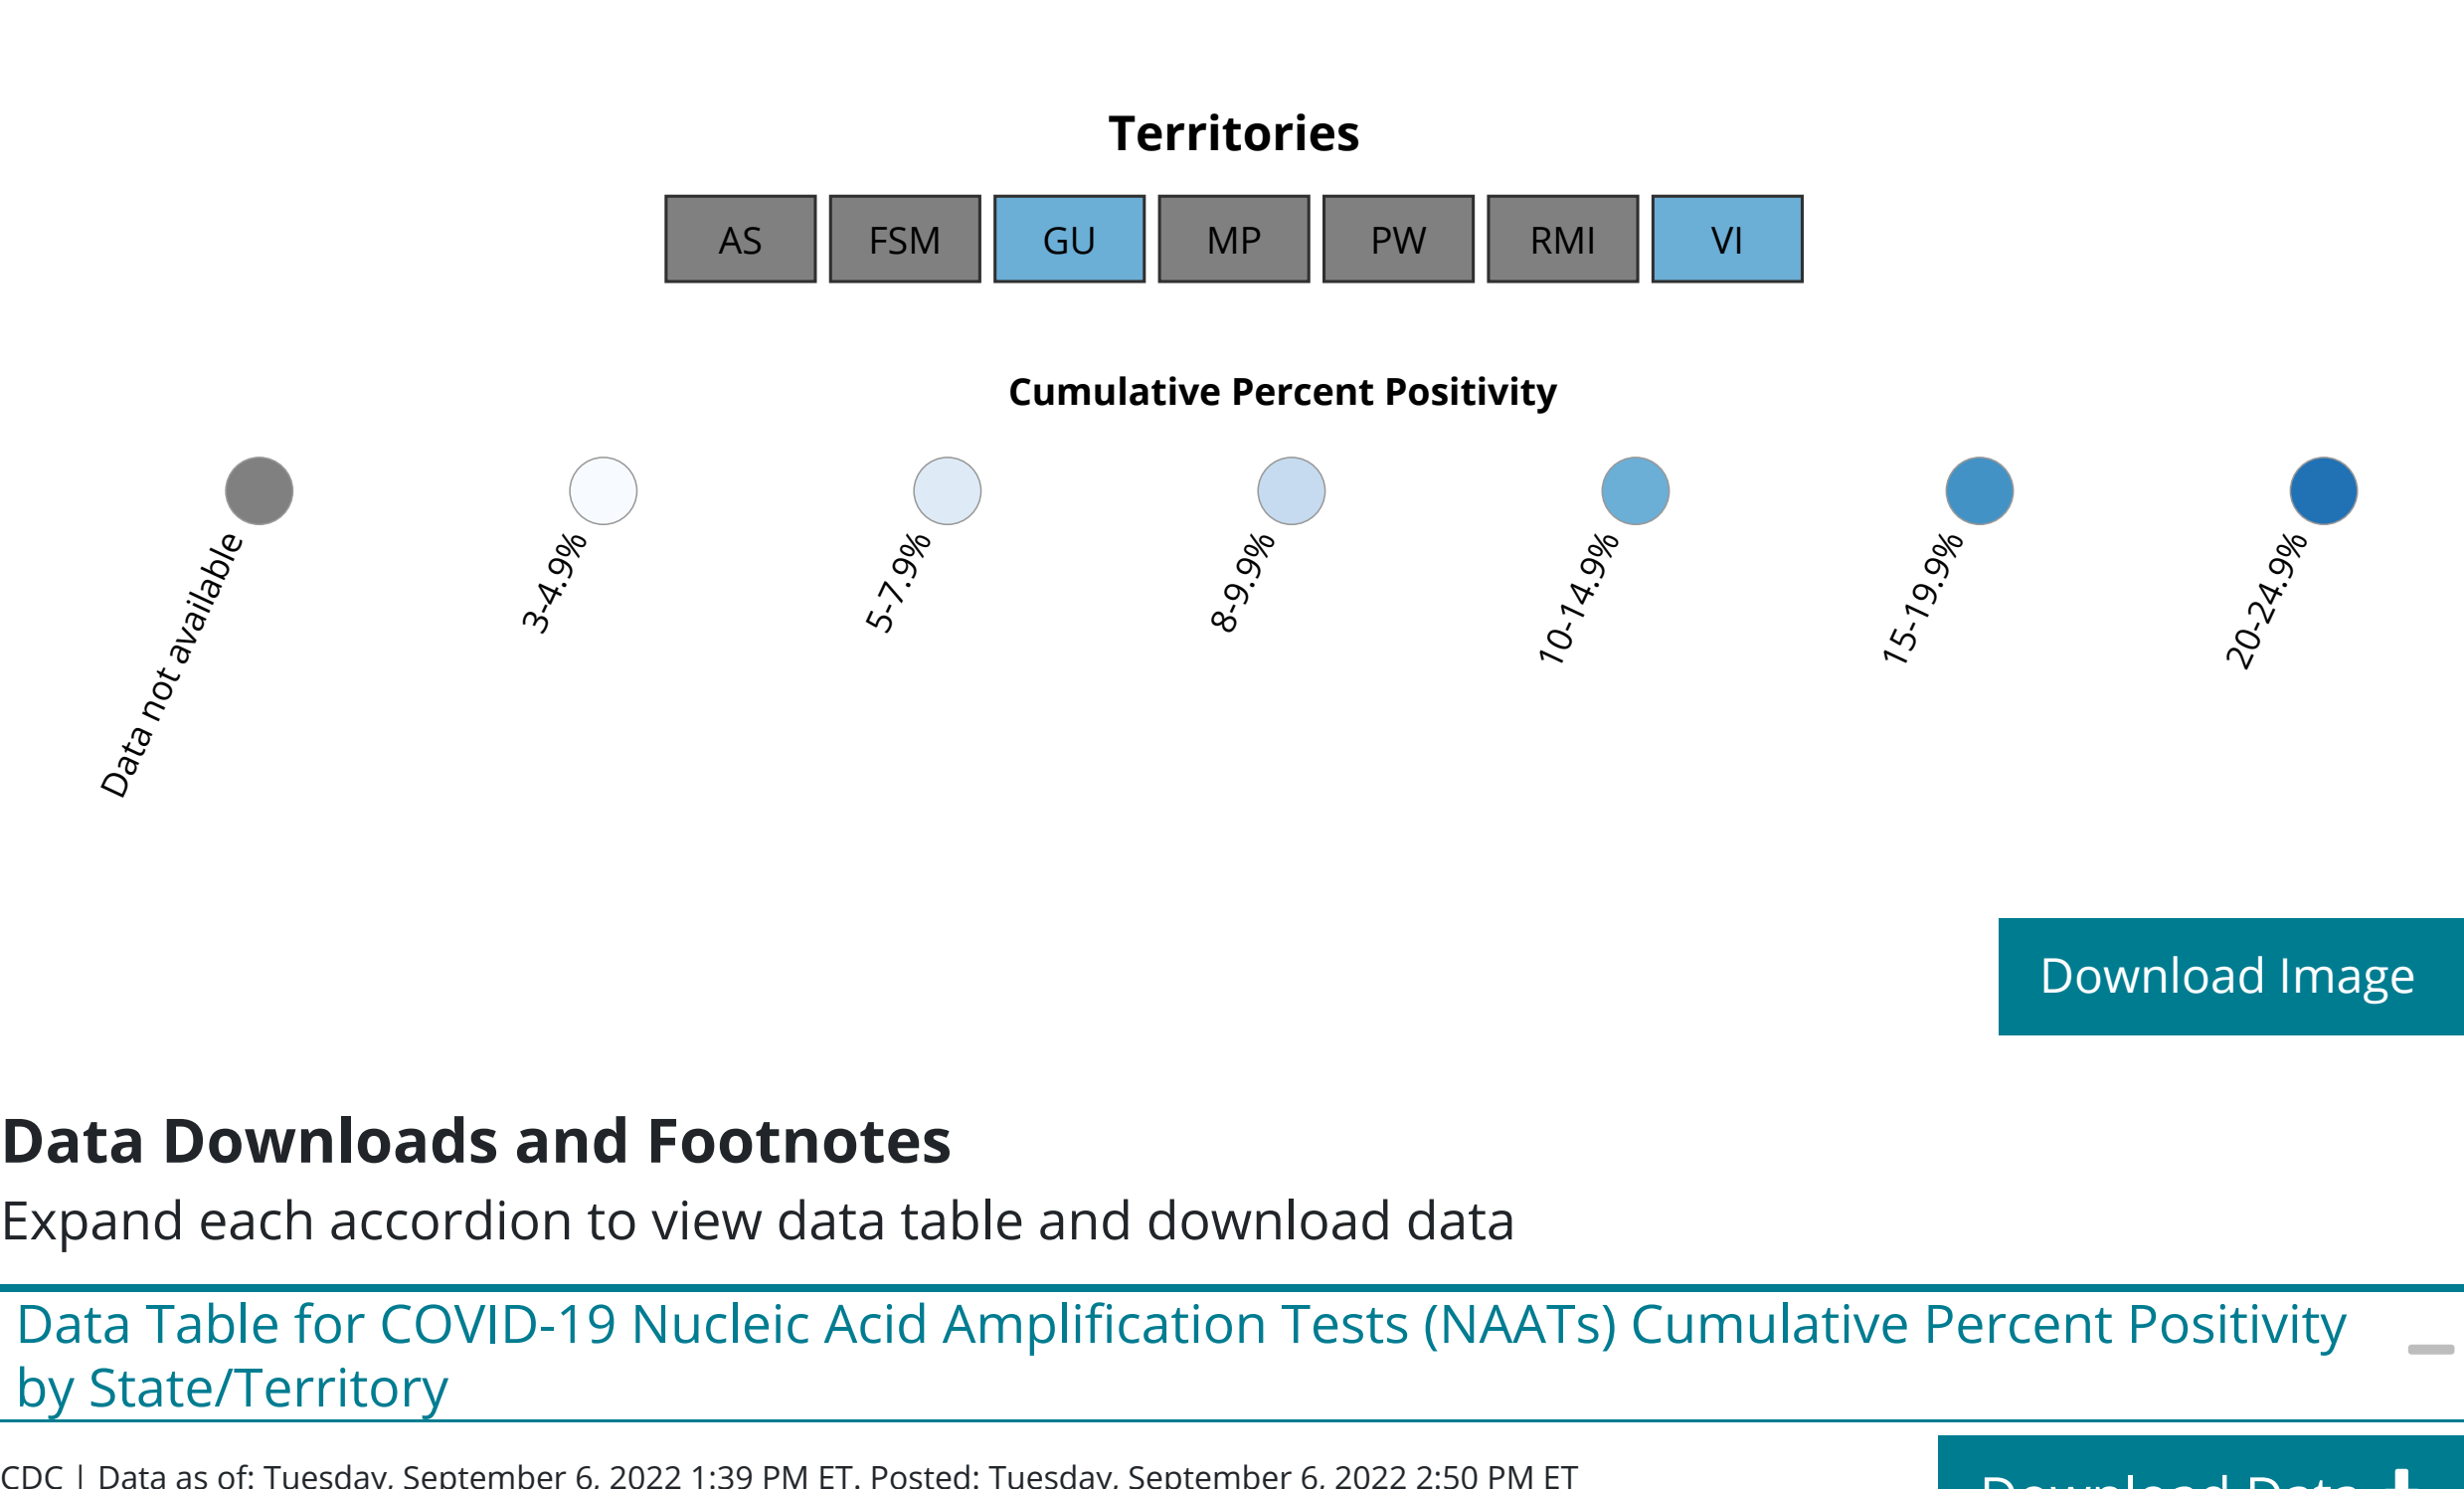 Territories
AS FSM GU MP PW RMI VI
Cumulative Percent Positivity
Data not available 3-4.9% 5-7.9% 8-9.9% 10-14.9% 15-19.9% 20-24.9%
Download Image
Data Downloads and Footnotes
Expand each accordion to view data table and download data
Data Table for COVID-19 Nucleic Acid Amplification Tests (NAATs) Cumulative Percent Positivity
by State/Territory
CDC | Data as of: Tuesday, September 6, 2022 1:39 PM ET. Posted: Tuesday, September 6, 2022 2:50 PM ET
Download Data